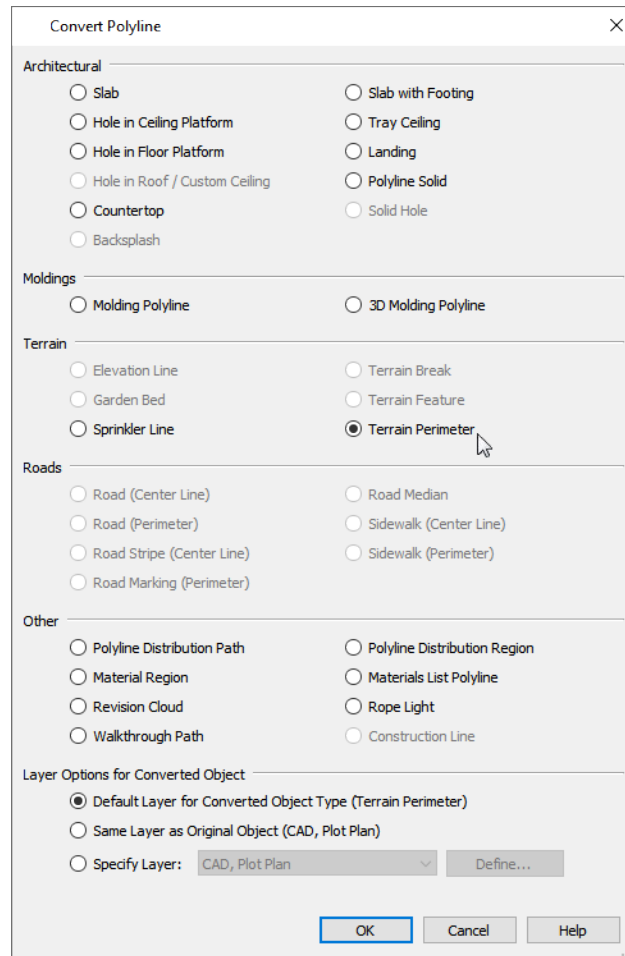 Convert Polyline
Architectural
Slab
Slab with Footing
Hole in Ceiling Platform
Tray Ceiling
Hole in Floor Platform
Landing
Hole in Roof / Custom Ceiling
Polyline Solid
Countertop
Solid Hole
Backsplash
Moldings
Molding Polyline
3D Molding Polyline
Terrain
Elevation Line
Terrain Break
Garden Bed
Terrain Feature
Sprinkler Line
Terrain Perimeter
Roads
Road (Center Line)
Road Median
Road (Perimeter)
Sidewalk (Center Line)
Road Stripe (Center Line)
Sidewalk (Perimeter)
Road Marking (Perimeter)
Other
Polyline Distribution Path
Polyline Distribution Region
Material Region
Materials List Polyline
Revision Cloud
Rope Light
Walkthrough Path
Construction Line
Layer Options for Converted Object
Default Layer for Converted Object Type (Terrain Perimeter)
Same Layer as Original Object (CAD, Plot Plan)
Specify Layer:
CAD, Plot Plan
Define...
OK
Cancel
Help